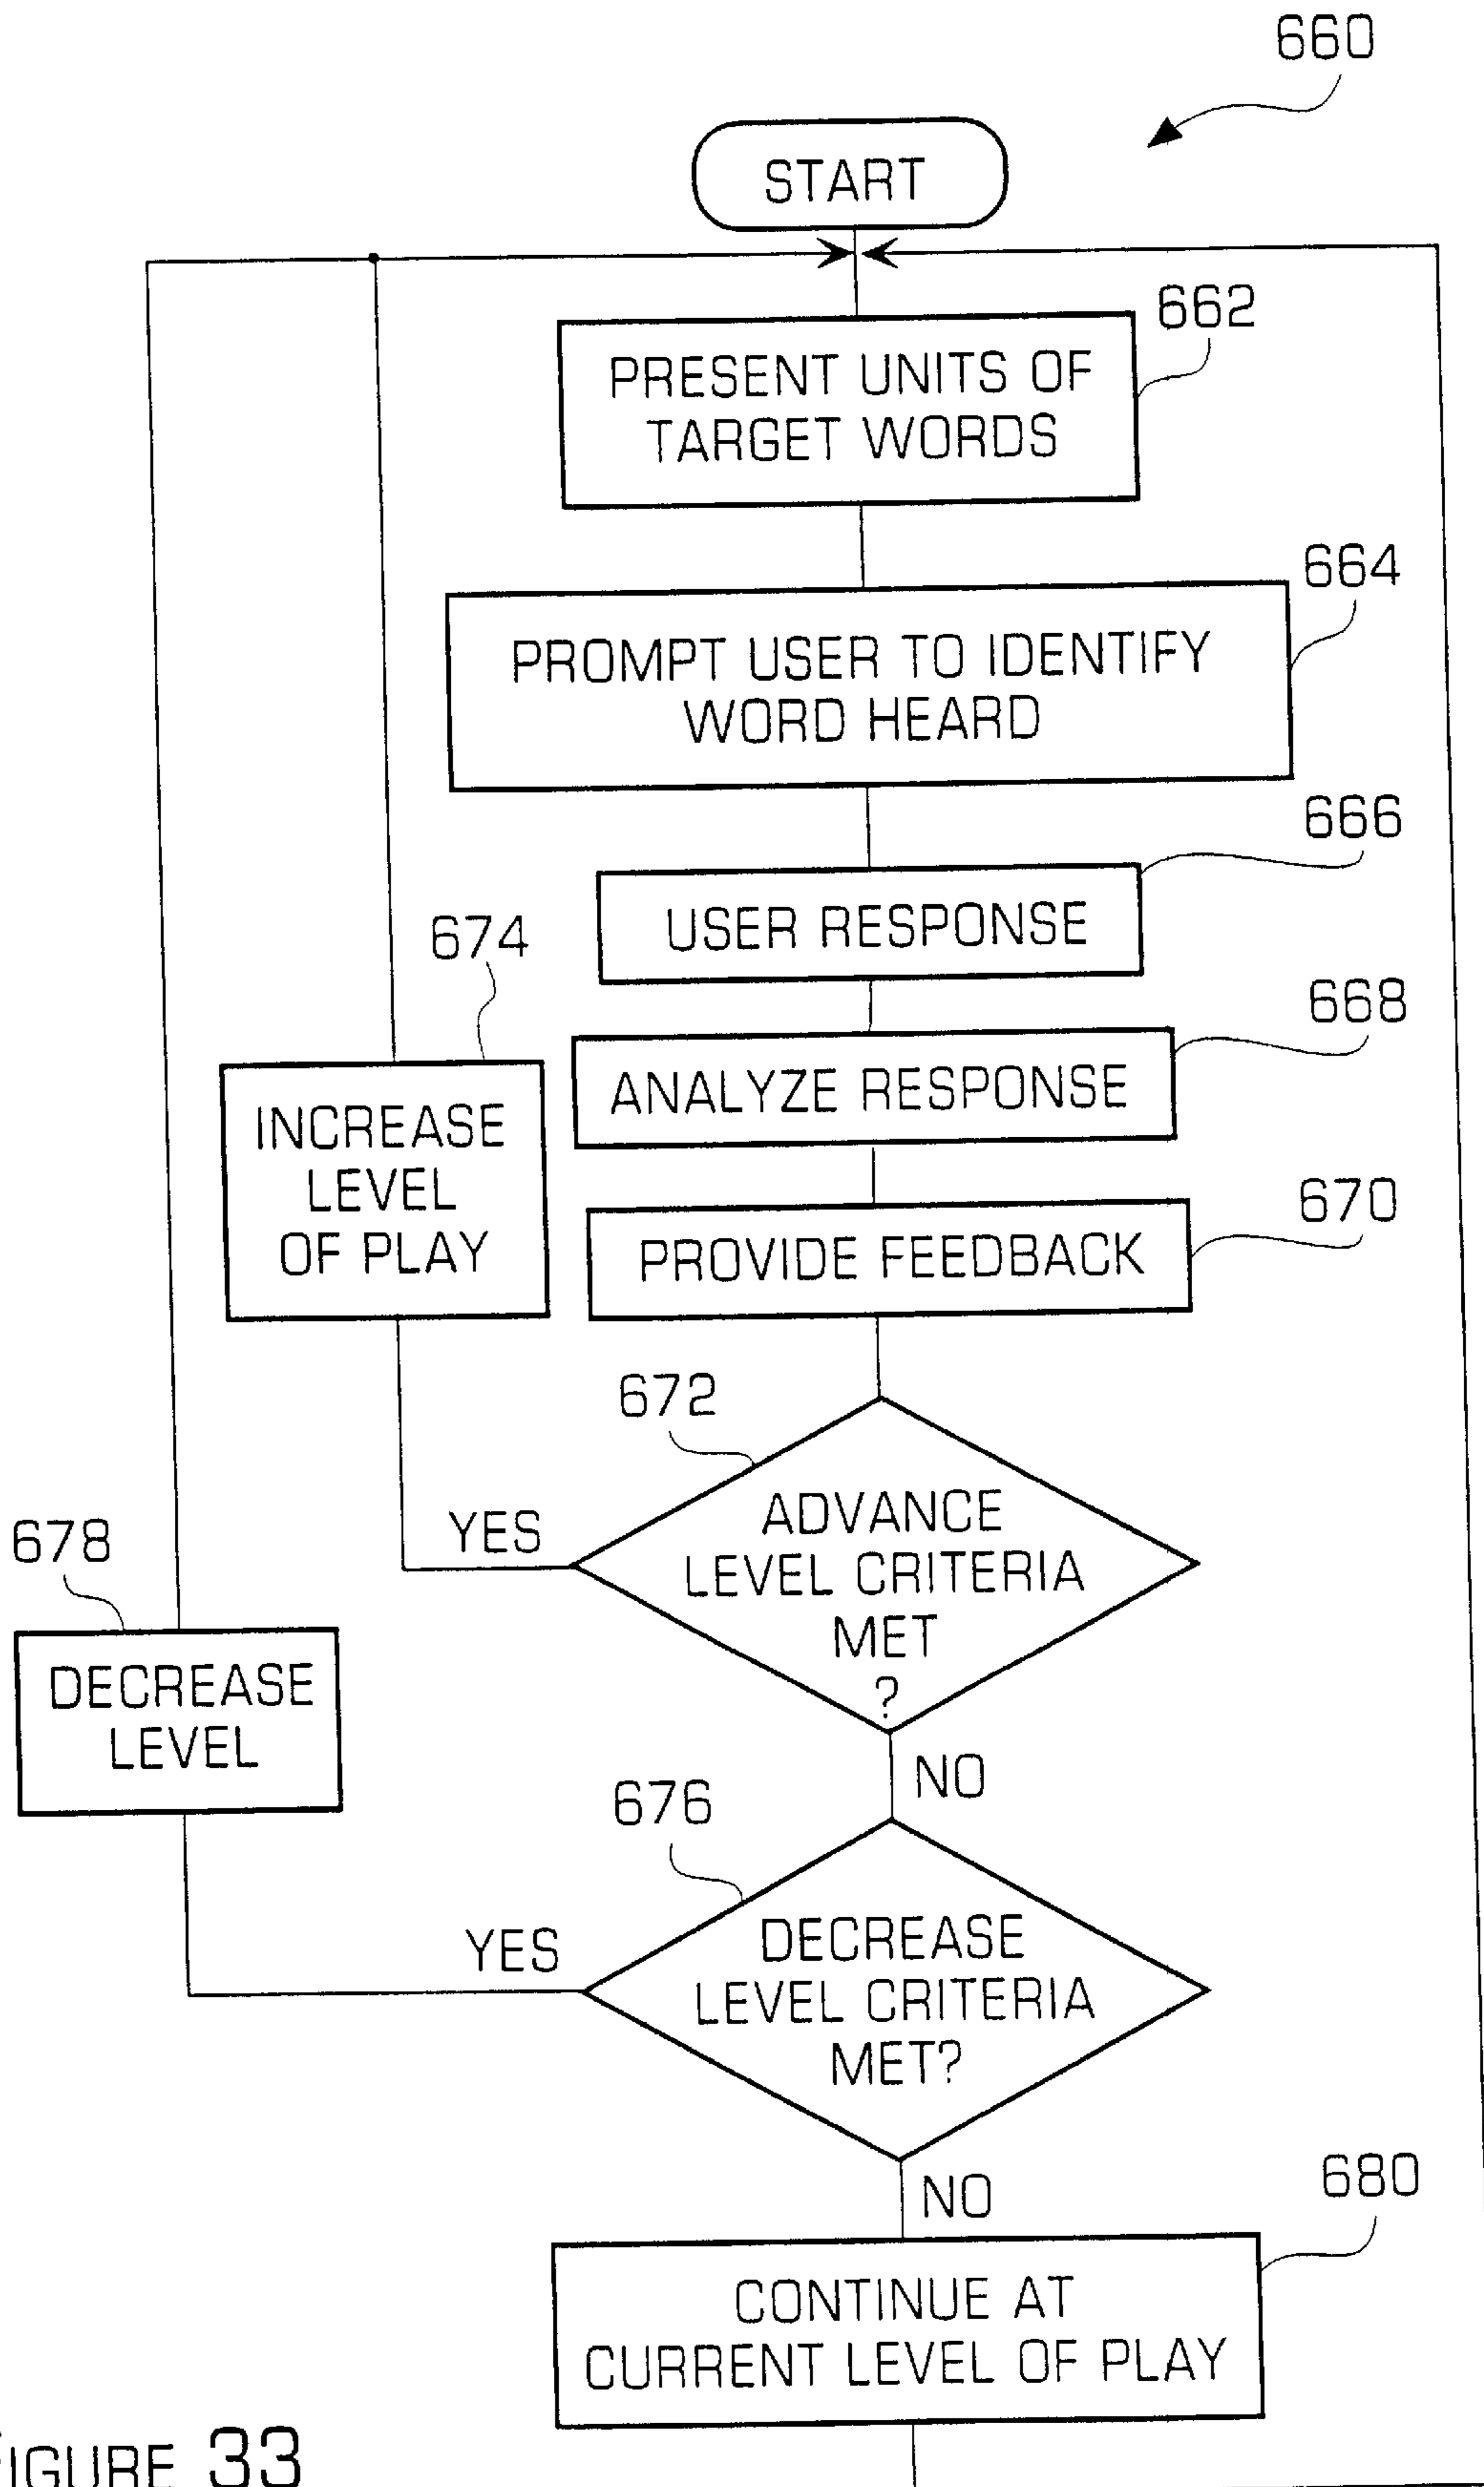 660
START
662
PRESENT UNITS OF
TARGET WORDS
664
PROMPT USER TO IDENTIFY
WORD HEARD
666
USER RESPONSE
674
668
ANALYZE RESPONSE
INCREASE
LEVEL
OF PLAY
670
PROVIDE FEEDBACK
672
ADVANCE
LEVEL CRITERIA
MET
?
YES
678
DECREASE
LEVEL
NO
676
DECREASE
LEVEL CRITERIA
MET?
YES
NO
680
CONTINUE AT
CURRENT LEVEL OF PLAY
FIGURE 33